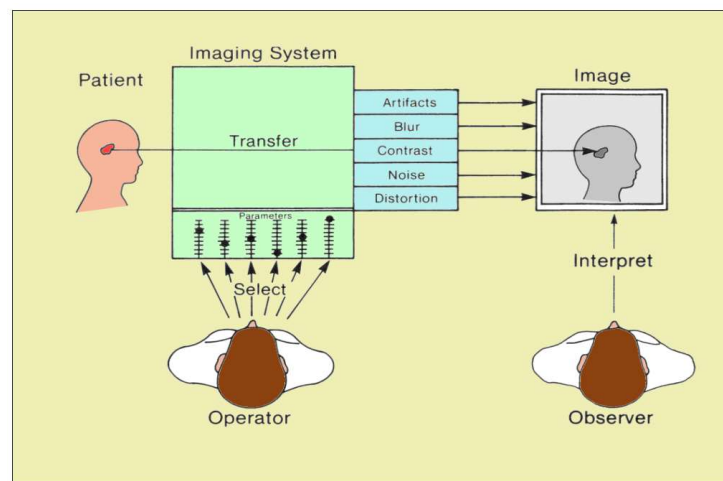 Imaging System
Patient
Image
Artifacts
Blur
Transfer
Contrast
Noise
Distortion
Parameters
Select
Interpret
Operator
Observer